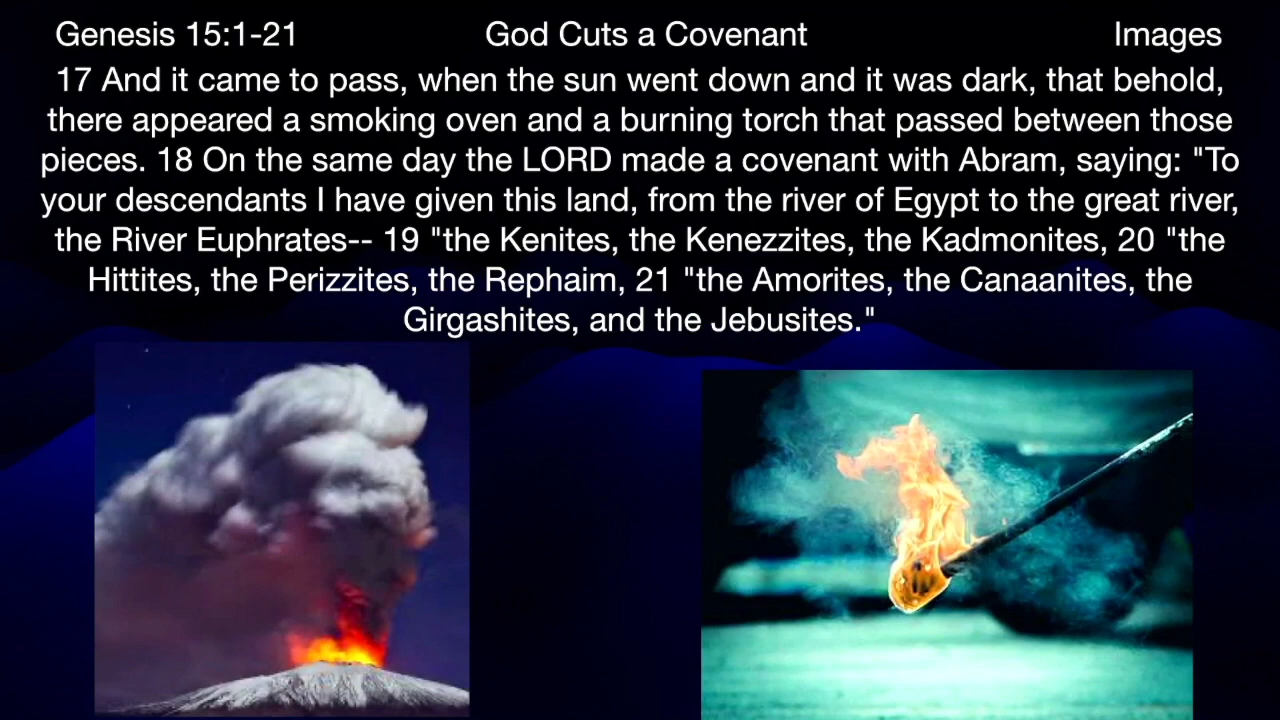 Genesis 15:1-21 God Cuts a Covenant Images
17 And it came to pass, when the sun went down and it was dark, that behold,
there appeared a smoking oven and a burning torch that passed between those
pieces. 18 On the same day the LORD made a covenant with Abram, saying: "To
your descendants I have given this land, from the river of Egypt to the great river,
the River Euphrates-- 19 "the Kenites, the Kenezzites, the Kadmonites, 20 "the
Hittites, the Perizzites, the Rephaim, 21 "the Amorites, the Canaanites, the
Girgashites, and the Jebusites."